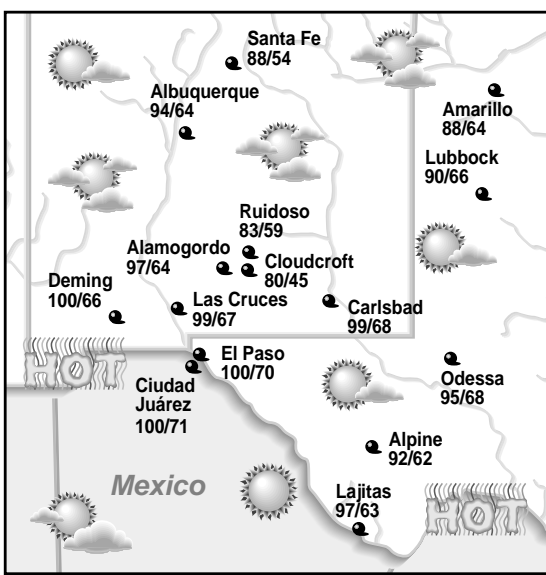 Santa Fe
88/54
Albuquerque
94/64
Amarillo
88/64
Lubbock
90/66
Ruidoso
83/59
Alamogordo
97/64
Cloudcroft
80/45
Deming
100/66
Las Cruces
99/67
Carlsbad
99/68
HOT
El Paso
100/70
Ciudad
Juárez
100/71
Odessa
95/68
Alpine
92/62
Mexico
Lajitas
97/63
HOT